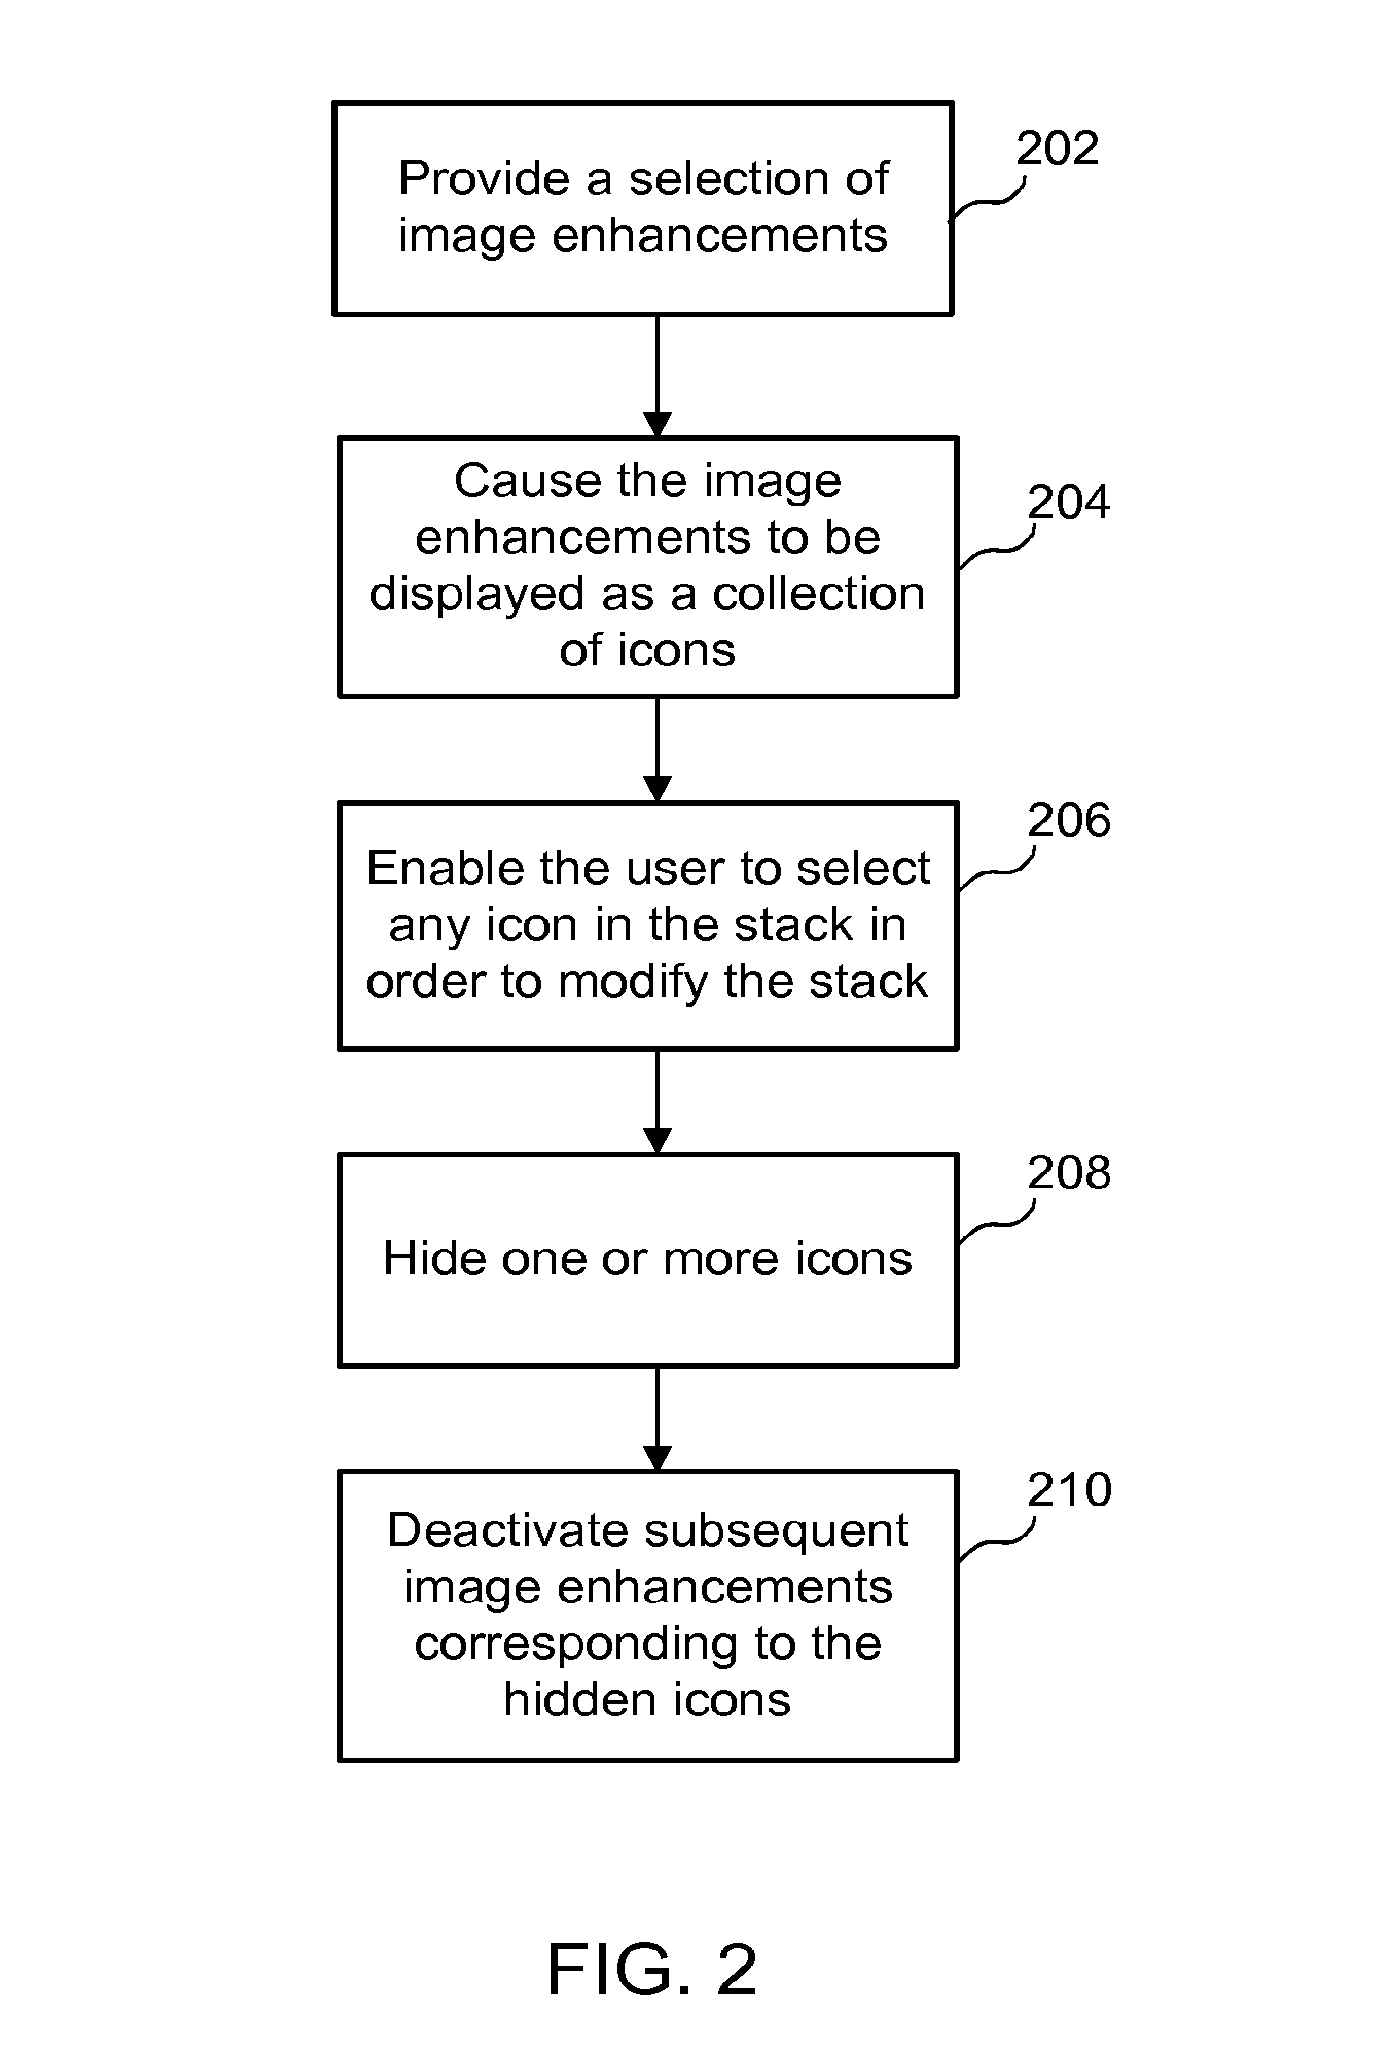 Provide a selection of
image enhancements
202
Cause the image
enhancements to be
displayed as a collection
of icons
204
Enable the user to select
any icon in the stack in
order to modify the stack
206
Hide one or more icons
208
Deactivate subsequent
image enhancements
corresponding to the
hidden icons
210
FIG. 2